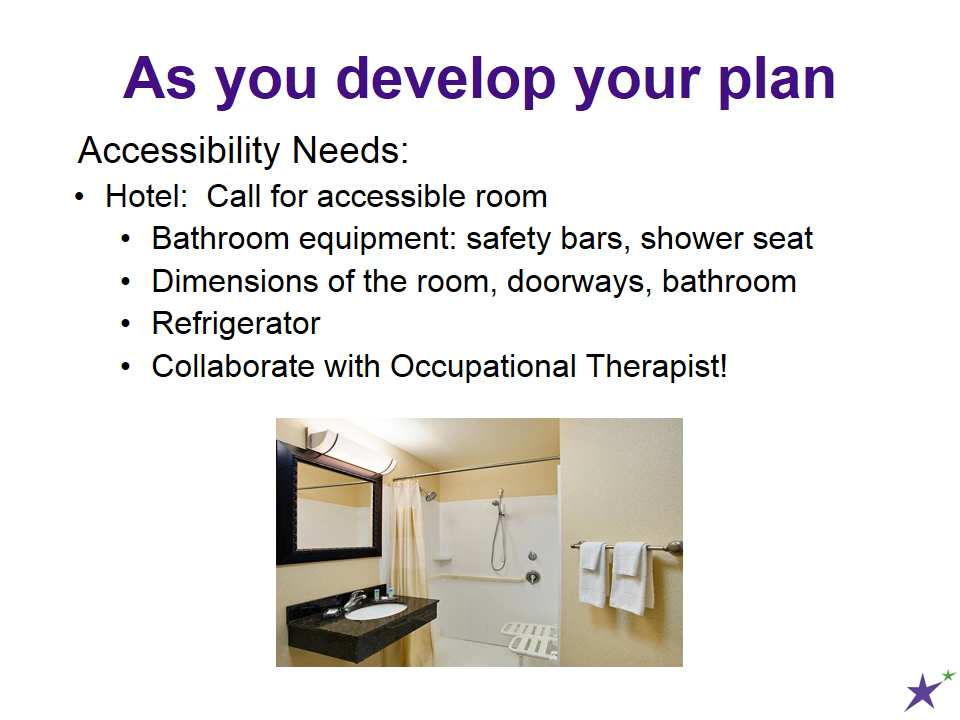 As you develop your plan
Accessibility Needs:
• Hotel:  Call for accessible room
• Bathroom equipment: safety bars, shower seat
• Dimensions of the room, doorways, bathroom
• Refrigerator
• Collaborate with Occupational Therapist!